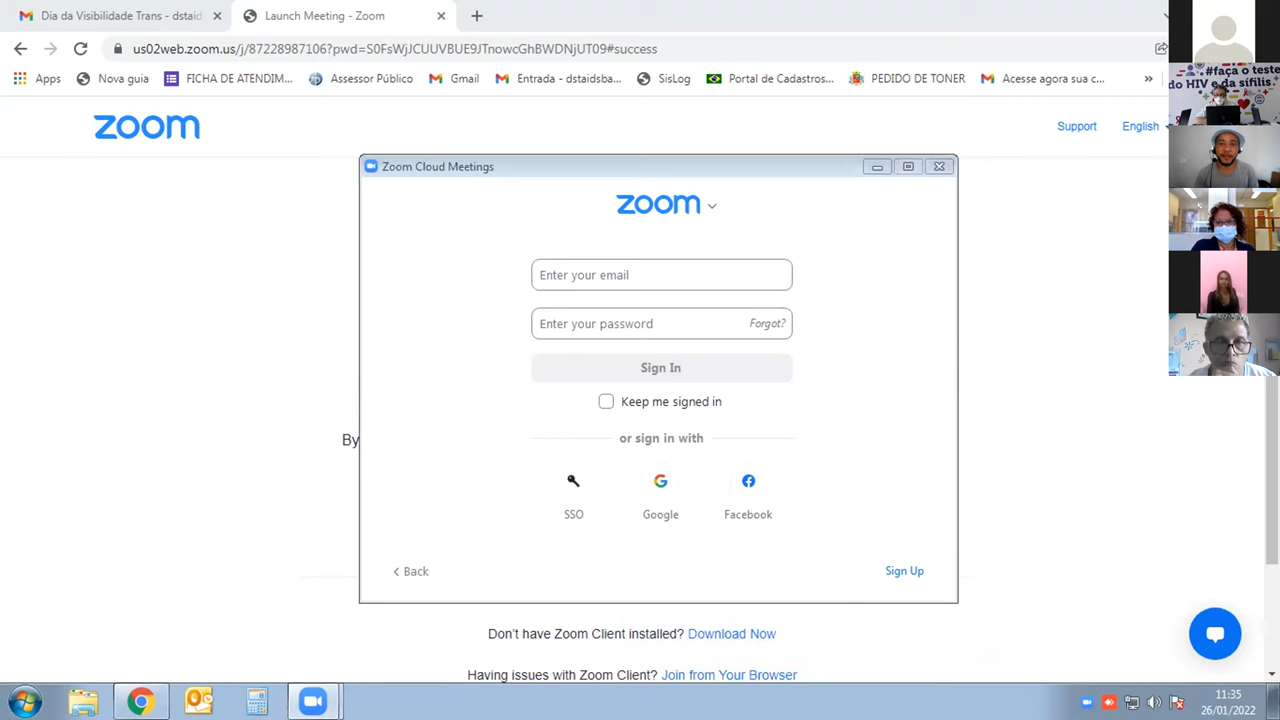 Dia da Visibilidade Trans - dstaid
Launch Meeting - Zoom
us02web.zoom.us/j/87228987106?pwd=S0FsWjJCUUVBUE9JTnowcGhBWDNjUT09#success
Apps
Nova guia
FICHA DE ATENDIM...
Assessor Público
Gmail
Entrada - dstaidsba...
SisLog
Portal de Cadastros...
PEDIDO DE TONER
Acesse agora sua c...
»
#faça o teste
do HIV e da sífilis.
zoom
Support
English
Zoom Cloud Meetings
zoom
Enter your email
Enter your password
Forgot?
Sign In
Keep me signed in
By
or sign in with
SSO
Google
Facebook
Back
Sign Up
Don't have Zoom Client installed? Download Now
Having issues with Zoom Client? Join from Your Browser
11:35
26/01/2022